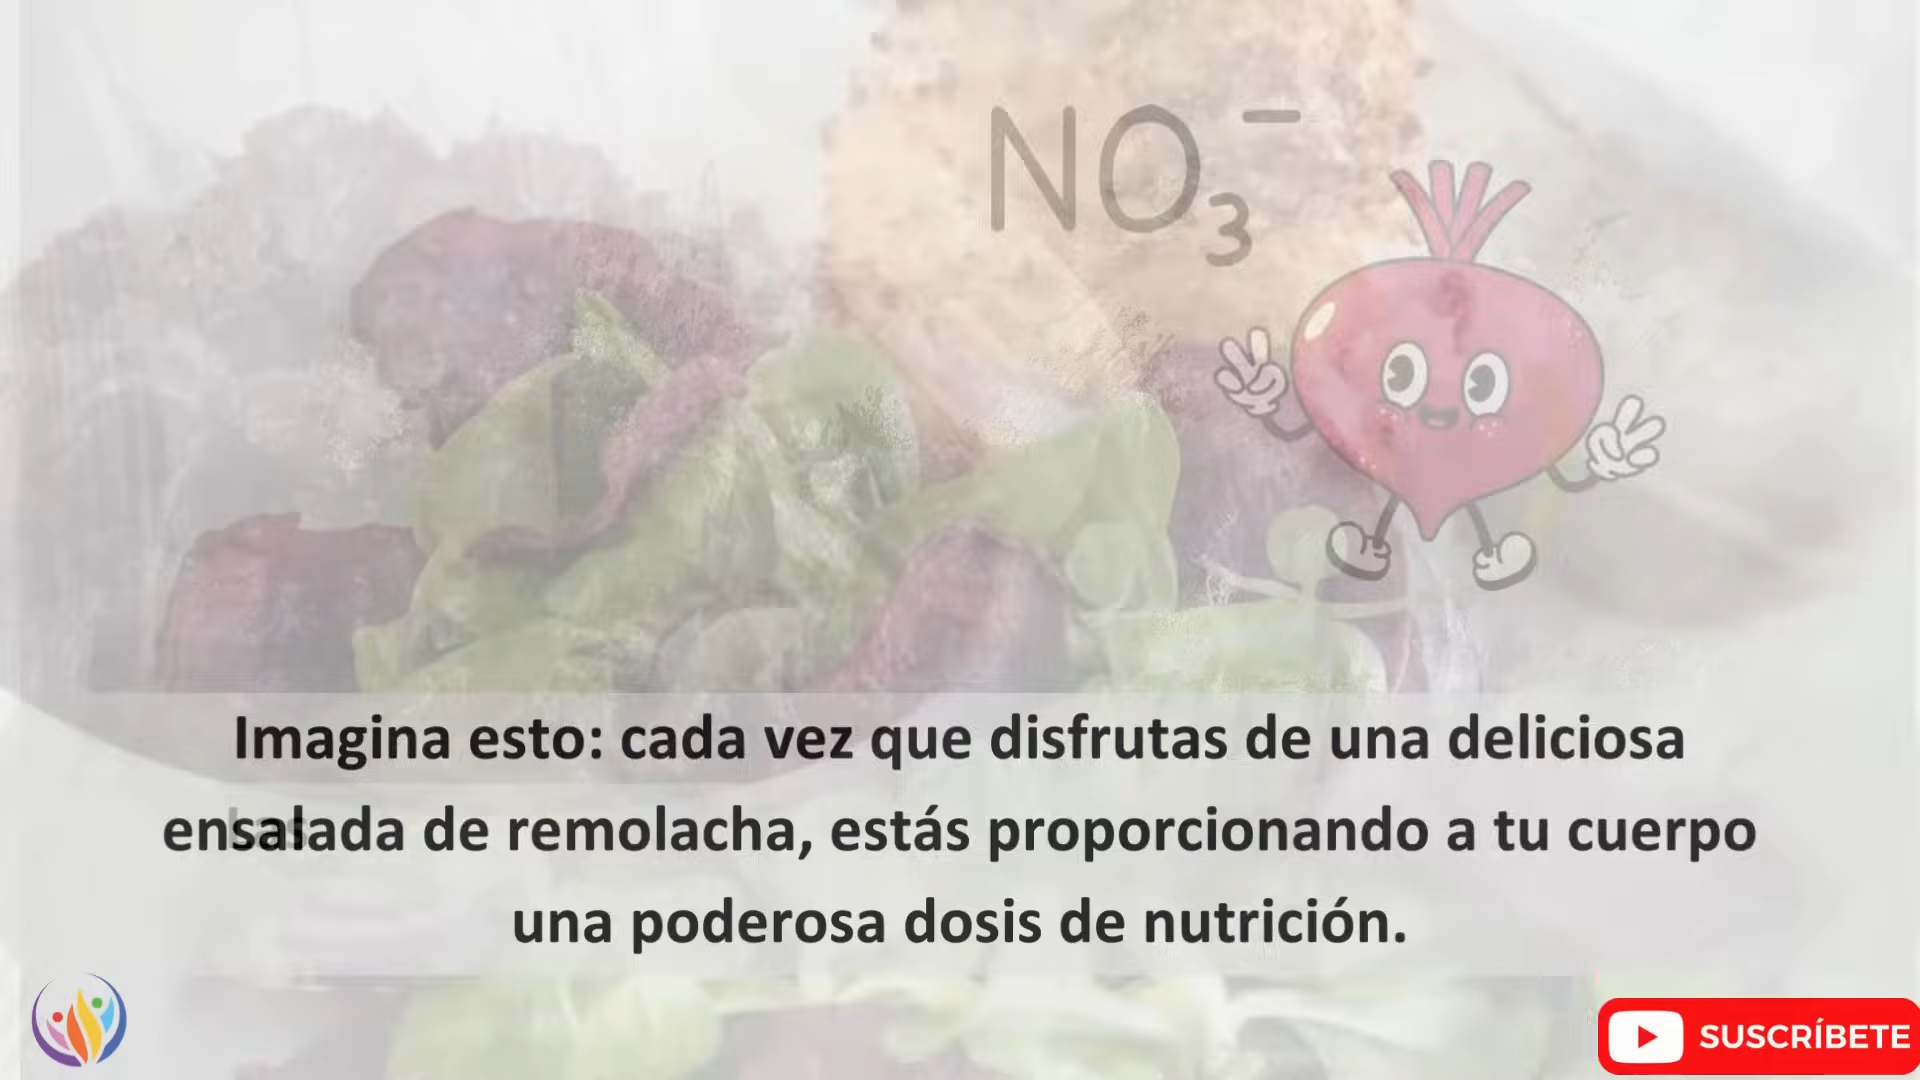 NO₃⁻
Imagina esto: cada vez que disfrutas de una deliciosa
ensalada de remolacha, estás proporcionando a tu cuerpo
una poderosa dosis de nutrición.
SUSCRÍBETE